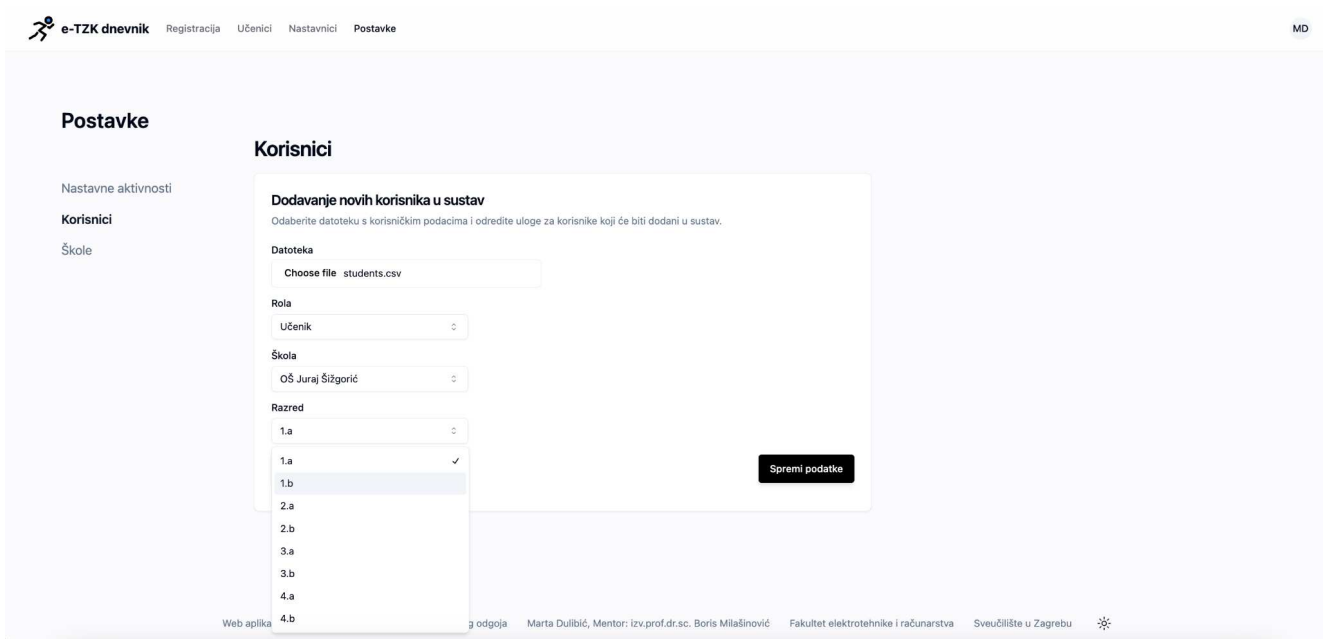 e-TZK dnevnik Registracija Učenici Nastavnici Postavke MD
Postavke
Nastavne aktivnosti
Korisnici
Škole
Korisnici
Dodavanje novih korisnika u sustav
Odaberite datoteku s korisničkim podacima i odredite uloge za korisnike koji će biti dodani u sustav.
Datoteka
Choose file students.csv
Rola
Učenik
Škola
OŠ Juraj Šižgorić
Razred
1.a
1.a
1.b
2.a
2.b
3.a
3.b
4.a
4.b
Spremi podatke
Web odgoja Marta Dulibić, Mentor: izv.prof.dr.sc. Boris Milašinović Fakultet elektrotehnike i računarstva Sveučilište u Zagrebu